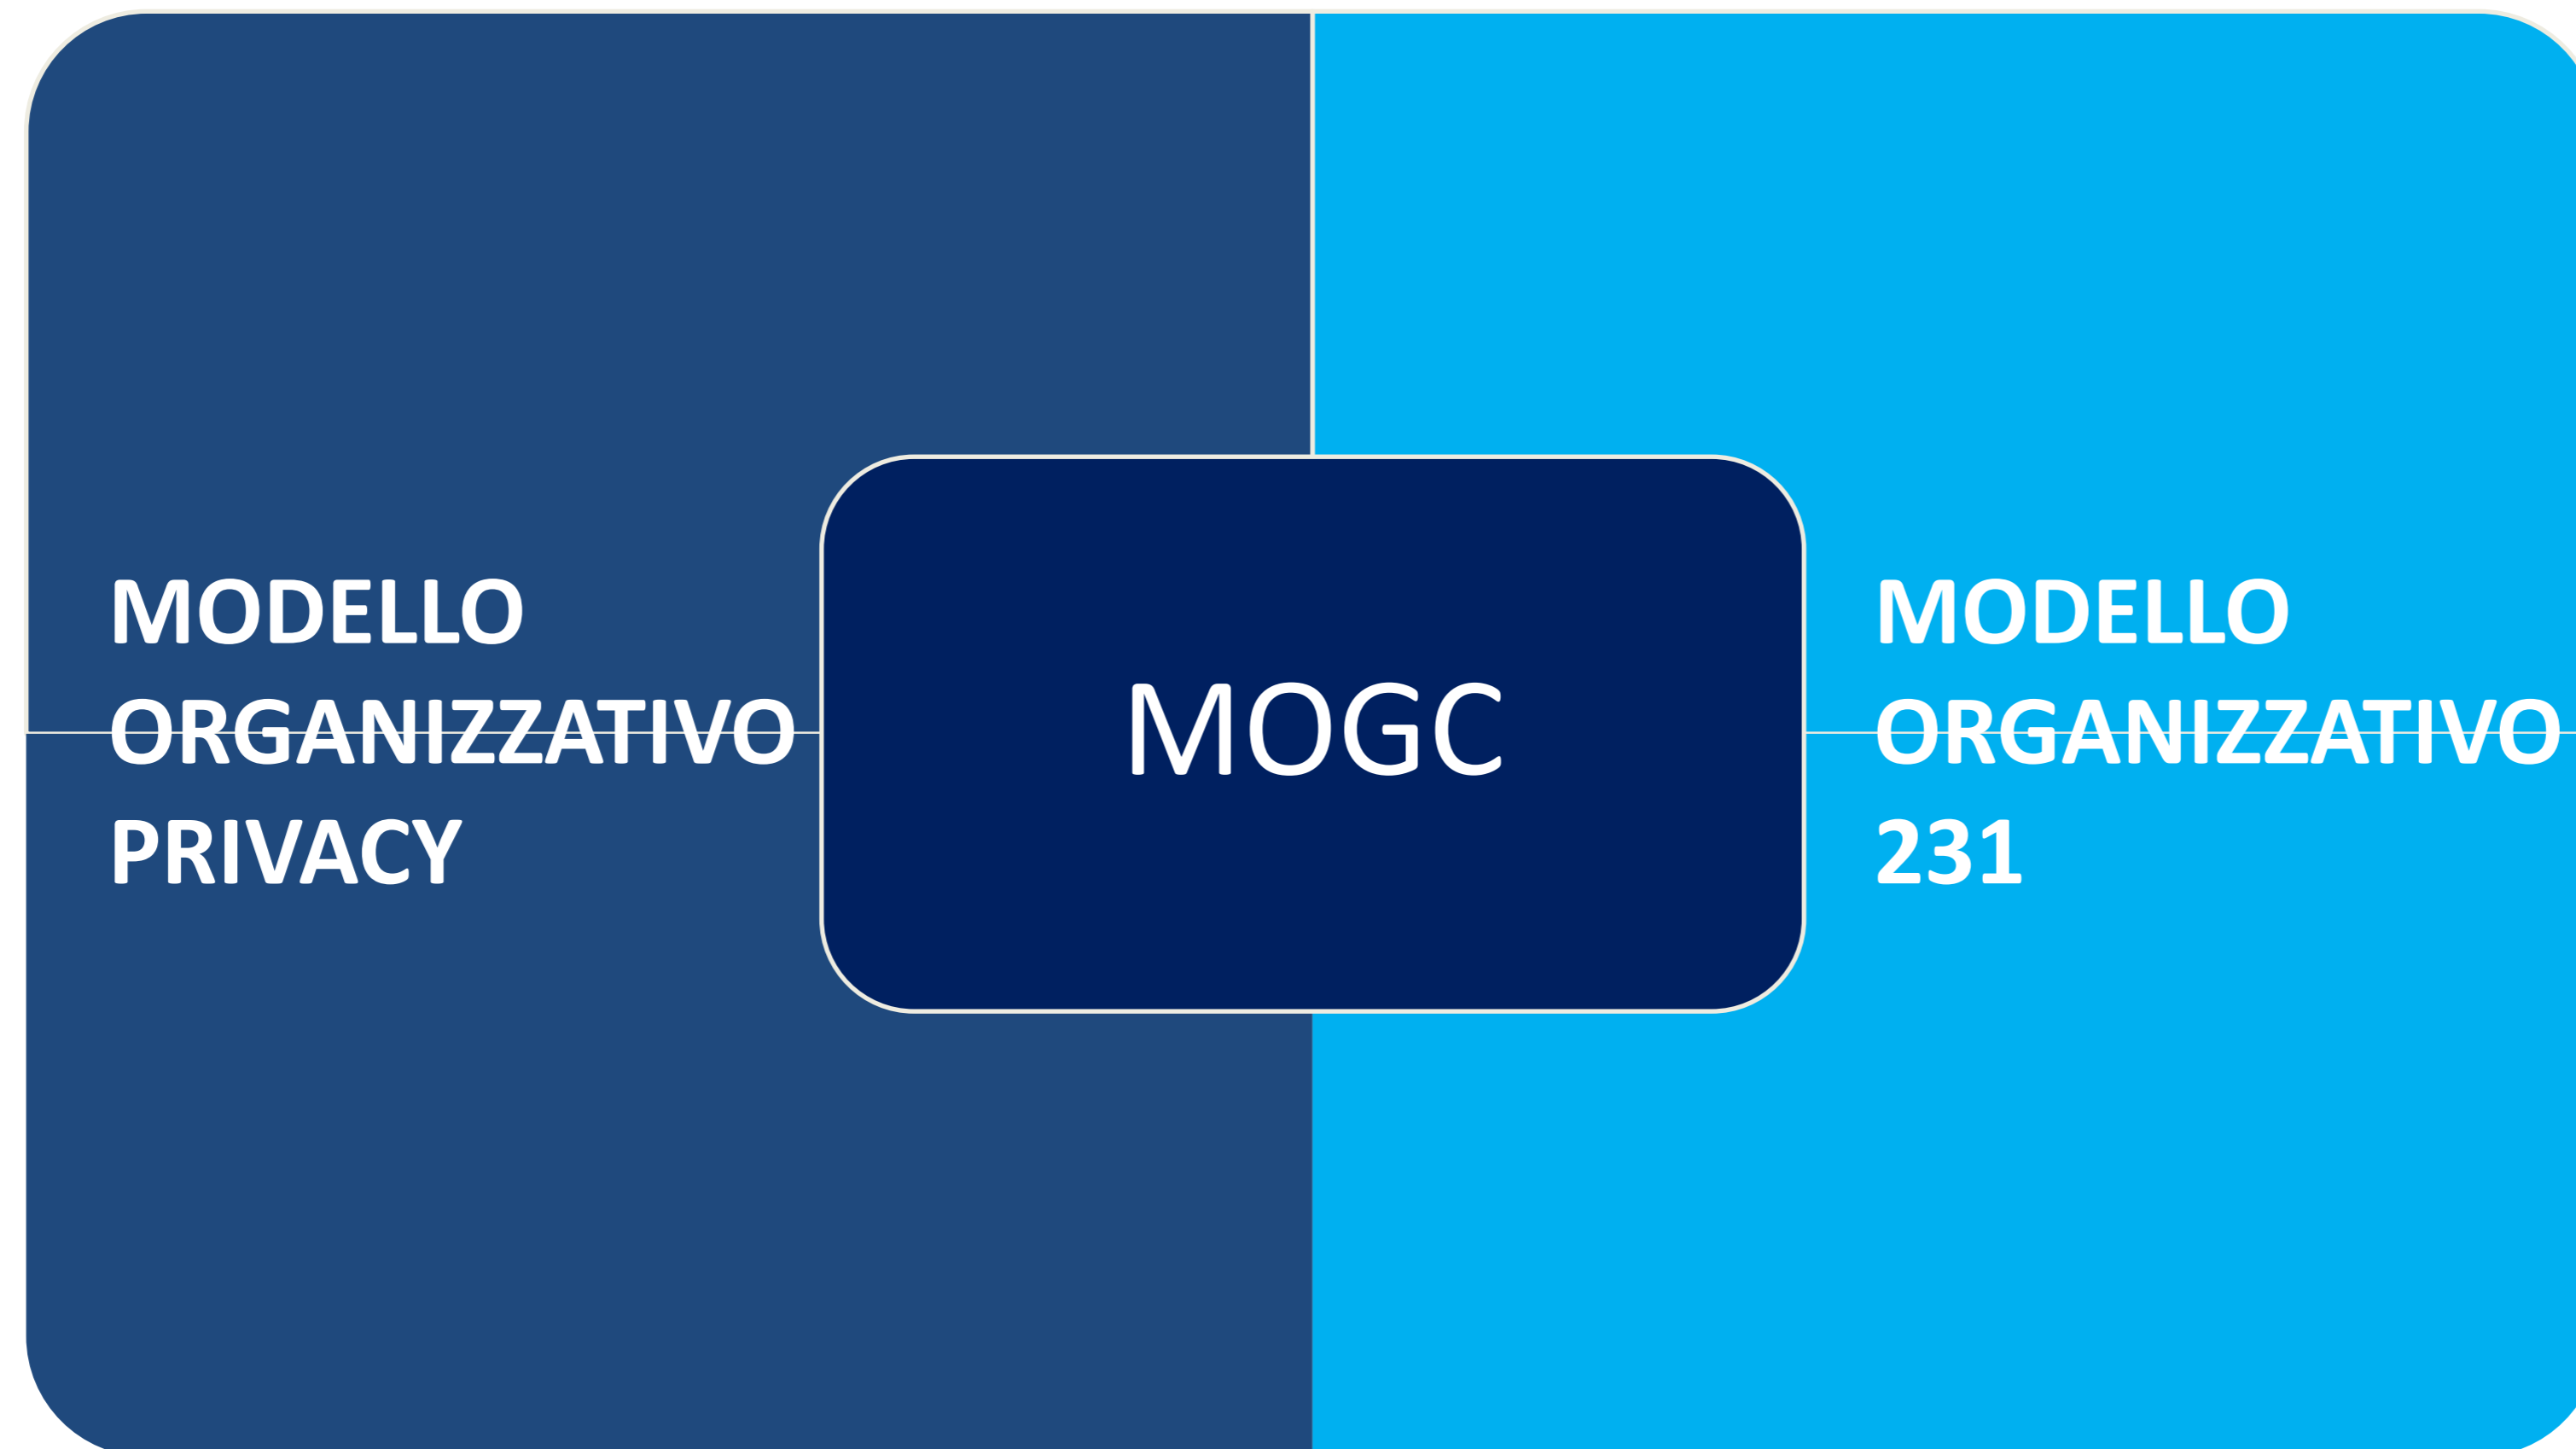 MODELLO
ORGANIZZATIVO
PRIVACY
MOGC
MODELLO
ORGANIZZATIVO
231